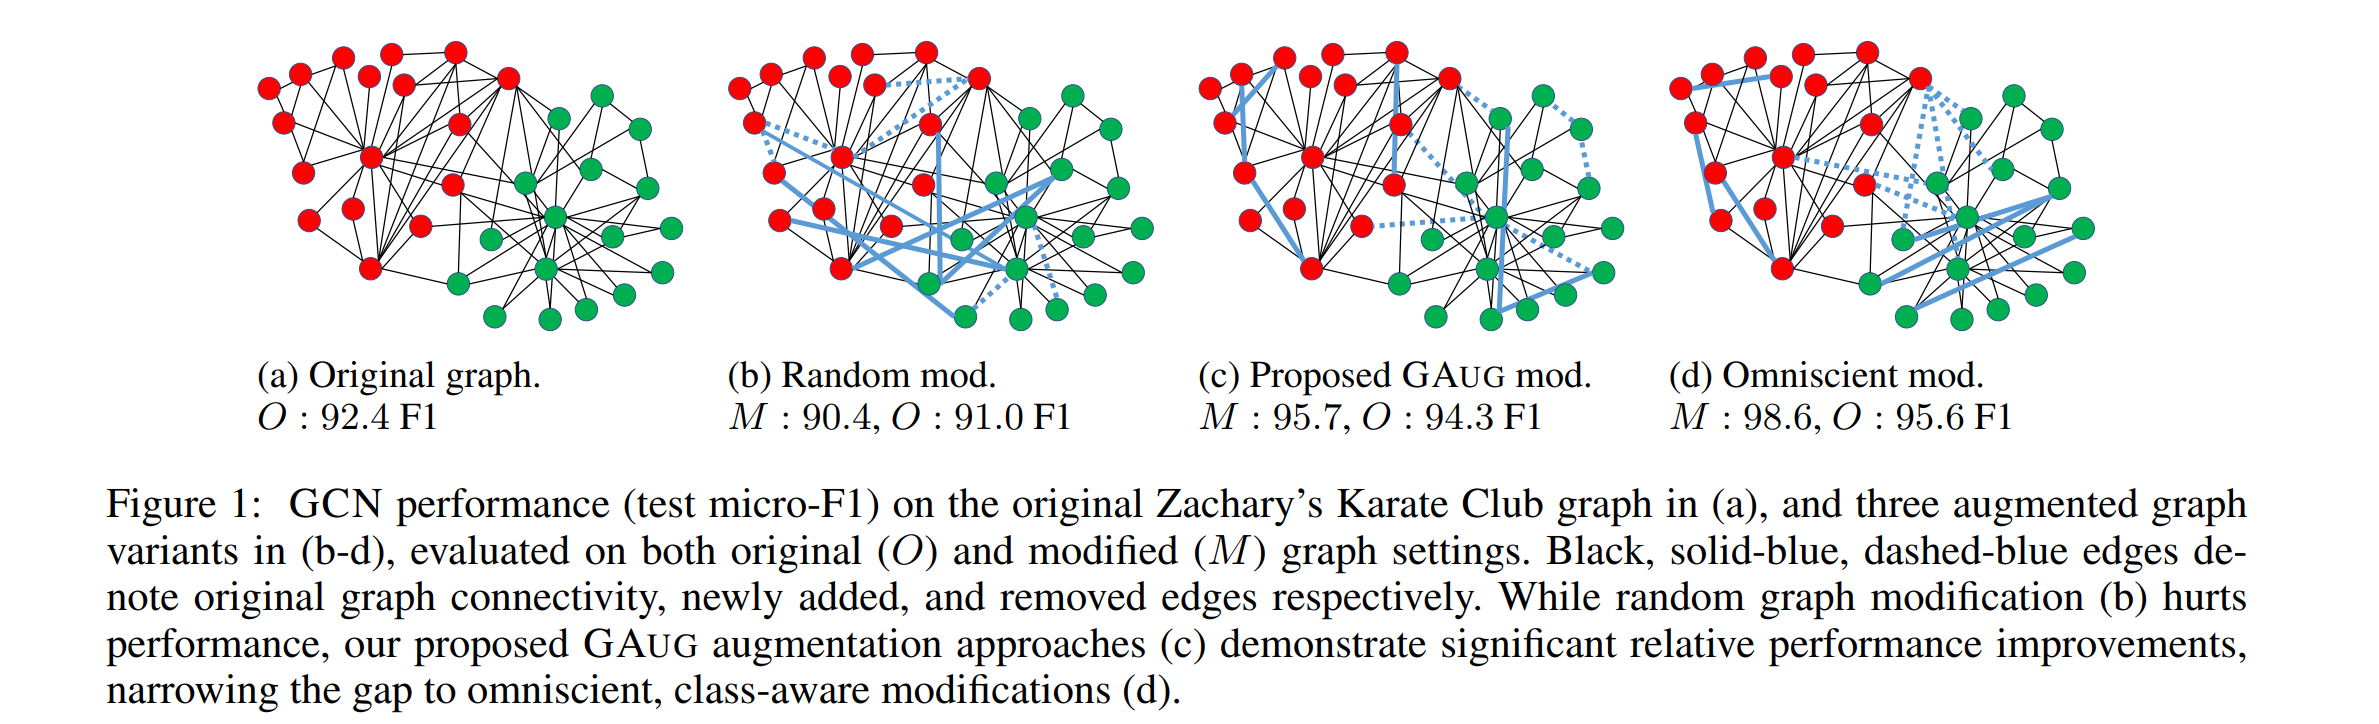 (a) Original graph.
O : 92.4 F1
(b) Random mod.
M : 90.4, O : 91.0 F1
(c) Proposed GAUG mod.
M : 95.7, O : 94.3 F1
(d) Omniscient mod.
M : 98.6, O : 95.6 F1
Figure 1: GCN performance (test micro-F1) on the original Zachary's Karate Club graph in (a), and three augmented graph
variants in (b-d), evaluated on both original (O) and modified (M) graph settings. Black, solid-blue, dashed-blue edges de-
note original graph connectivity, newly added, and removed edges respectively. While random graph modification (b) hurts
performance, our proposed GAUG augmentation approaches (c) demonstrate significant relative performance improvements,
narrowing the gap to omniscient, class-aware modifications (d).